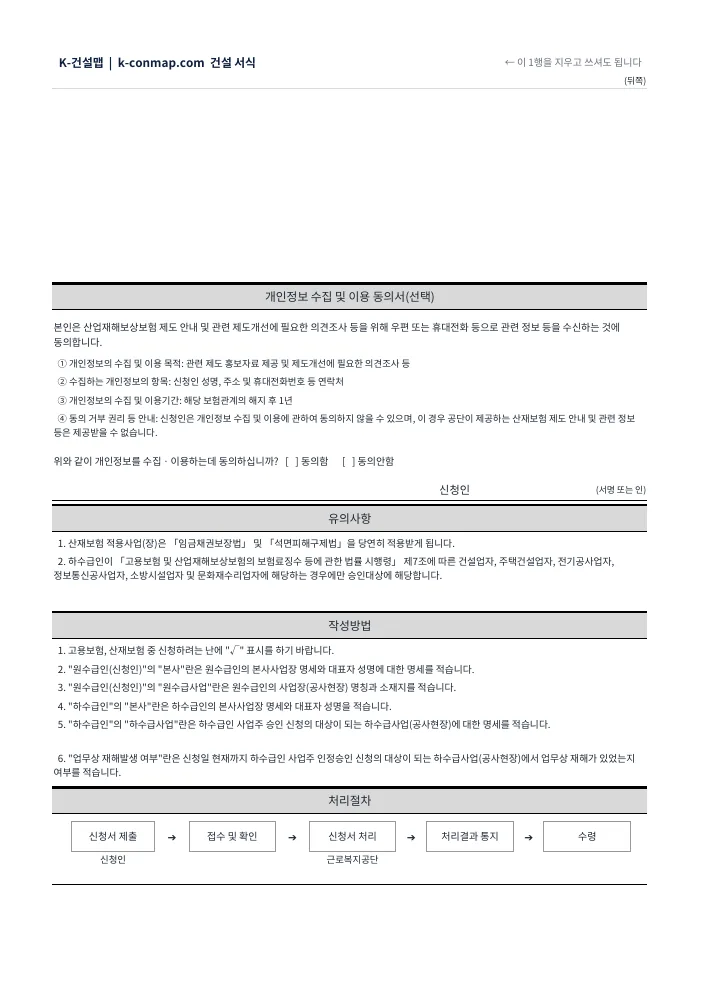 K-건설맵 | k-conmap.com 건설 서식
← 이 1행을 지우고 쓰셔도 됩니다
(뒤쪽)
개인정보 수집 및 이용 동의서(선택)
본인은 산업재해보상보험 제도 안내 및 관련 제도개선에 필요한 의견조사 등을 위해 우편 또는 휴대전화 등으로 관련 정보 등을 수신하는 것에
동의합니다.
① 개인정보의 수집 및 이용 목적: 관련 제도 홍보자료 제공 및 제도개선에 필요한 의견조사 등
② 수집하는 개인정보의 항목: 신청인 성명, 주소 및 휴대전화번호 등 연락처
③ 개인정보의 수집 및 이용기간: 해당 보험관계의 해지 후 1년
④ 동의 거부 권리 등 안내: 신청인은 개인정보 수집 및 이용에 관하여 동의하지 않을 수 있으며, 이 경우 공단이 제공하는 산재보험 제도 안내 및 관련 정보
등은 제공받을 수 없습니다.
위와 같이 개인정보를 수집ㆍ이용하는데 동의하십니까? [ ] 동의함 [ ] 동의안함
신청인 (서명 또는 인)
유의사항
1. 산재보험 적용사업(장)은 「임금채권보장법」 및 「석면피해구제법」을 당연히 적용받게 됩니다.
2. 하수급인이 「고용보험 및 산업재해보상보험의 보험료징수 등에 관한 법률 시행령」 제7조에 따른 건설업자, 주택건설업자, 전기공사업자,
정보통신공사업자, 소방시설업자 및 문화재수리업자에 해당하는 경우에만 승인대상에 해당합니다.
작성방법
1. 고용보험, 산재보험 중 신청하려는 난에 "√" 표시를 하기 바랍니다.
2. "원수급인(신청인)"의 "본사"란은 원수급인의 본사사업장 명세와 대표자 성명에 대한 명세를 적습니다.
3. "원수급인(신청인)"의 "원수급사업"란은 원수급인의 사업장(공사현장) 명칭과 소재지를 적습니다.
4. "하수급인"의 "본사"란은 하수급인의 본사사업장 명세와 대표자 성명을 적습니다.
5. "하수급인"의 "하수급사업"란은 하수급인 사업주 승인 신청의 대상이 되는 하수급사업(공사현장)에 대한 명세를 적습니다.
6. "업무상 재해발생 여부"란은 신청일 현재까지 하수급인 사업주 인정승인 신청의 대상이 되는 하수급사업(공사현장)에서 업무상 재해가 있었는지
여부를 적습니다.
처리절차
신청서 제출 ➔ 접수 및 확인 ➔ 신청서 처리 ➔ 처리결과 통지 ➔ 수령
신청인 근로복지공단